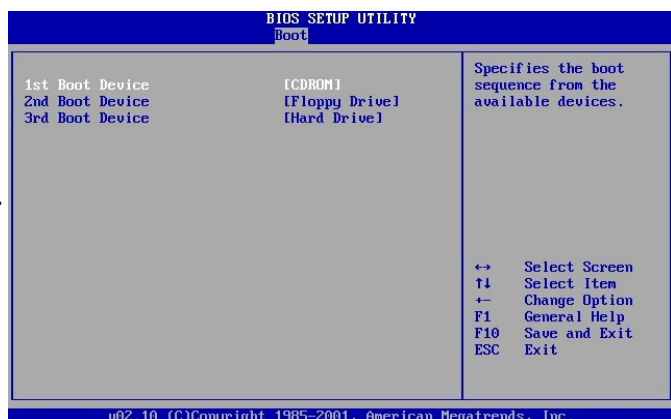 BIOS SETUP UTILITY
Boot
1st Boot Device [CDROM]
2nd Boot Device [Floppy Drive]
3rd Boot Device [Hard Drive]
Specifies the boot
sequence from the
available devices.
↔ Select Screen
↑↓ Select Item
+- Change Option
F1 General Help
F10 Save and Exit
ESC Exit
v02.10 (C)Copyright 1985-2001, American Megatrends, Inc